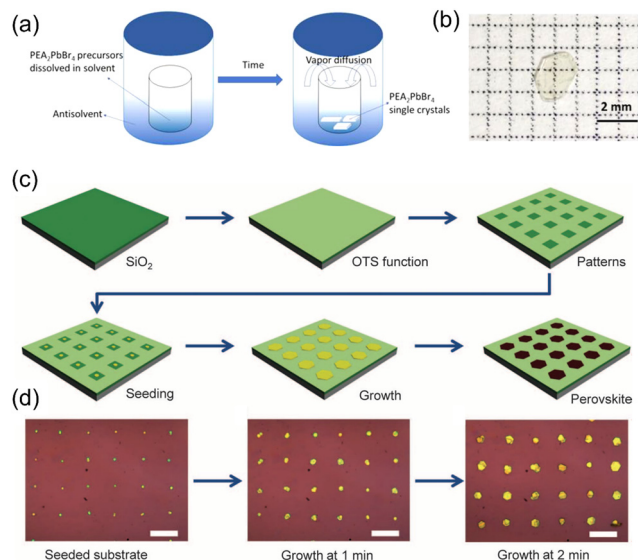 (a)
PEA₂PbBr₄ precursors
dissolved in solvent
Antisolvent
Time
Vapor diffusion
PEA₂PbBr₄
single crystals
(b)
2 mm
(c)
SiO₂
OTS function
Patterns
Seeding
Growth
Perovskite
(d)
Seeded substrate
Growth at 1 min
Growth at 2 min